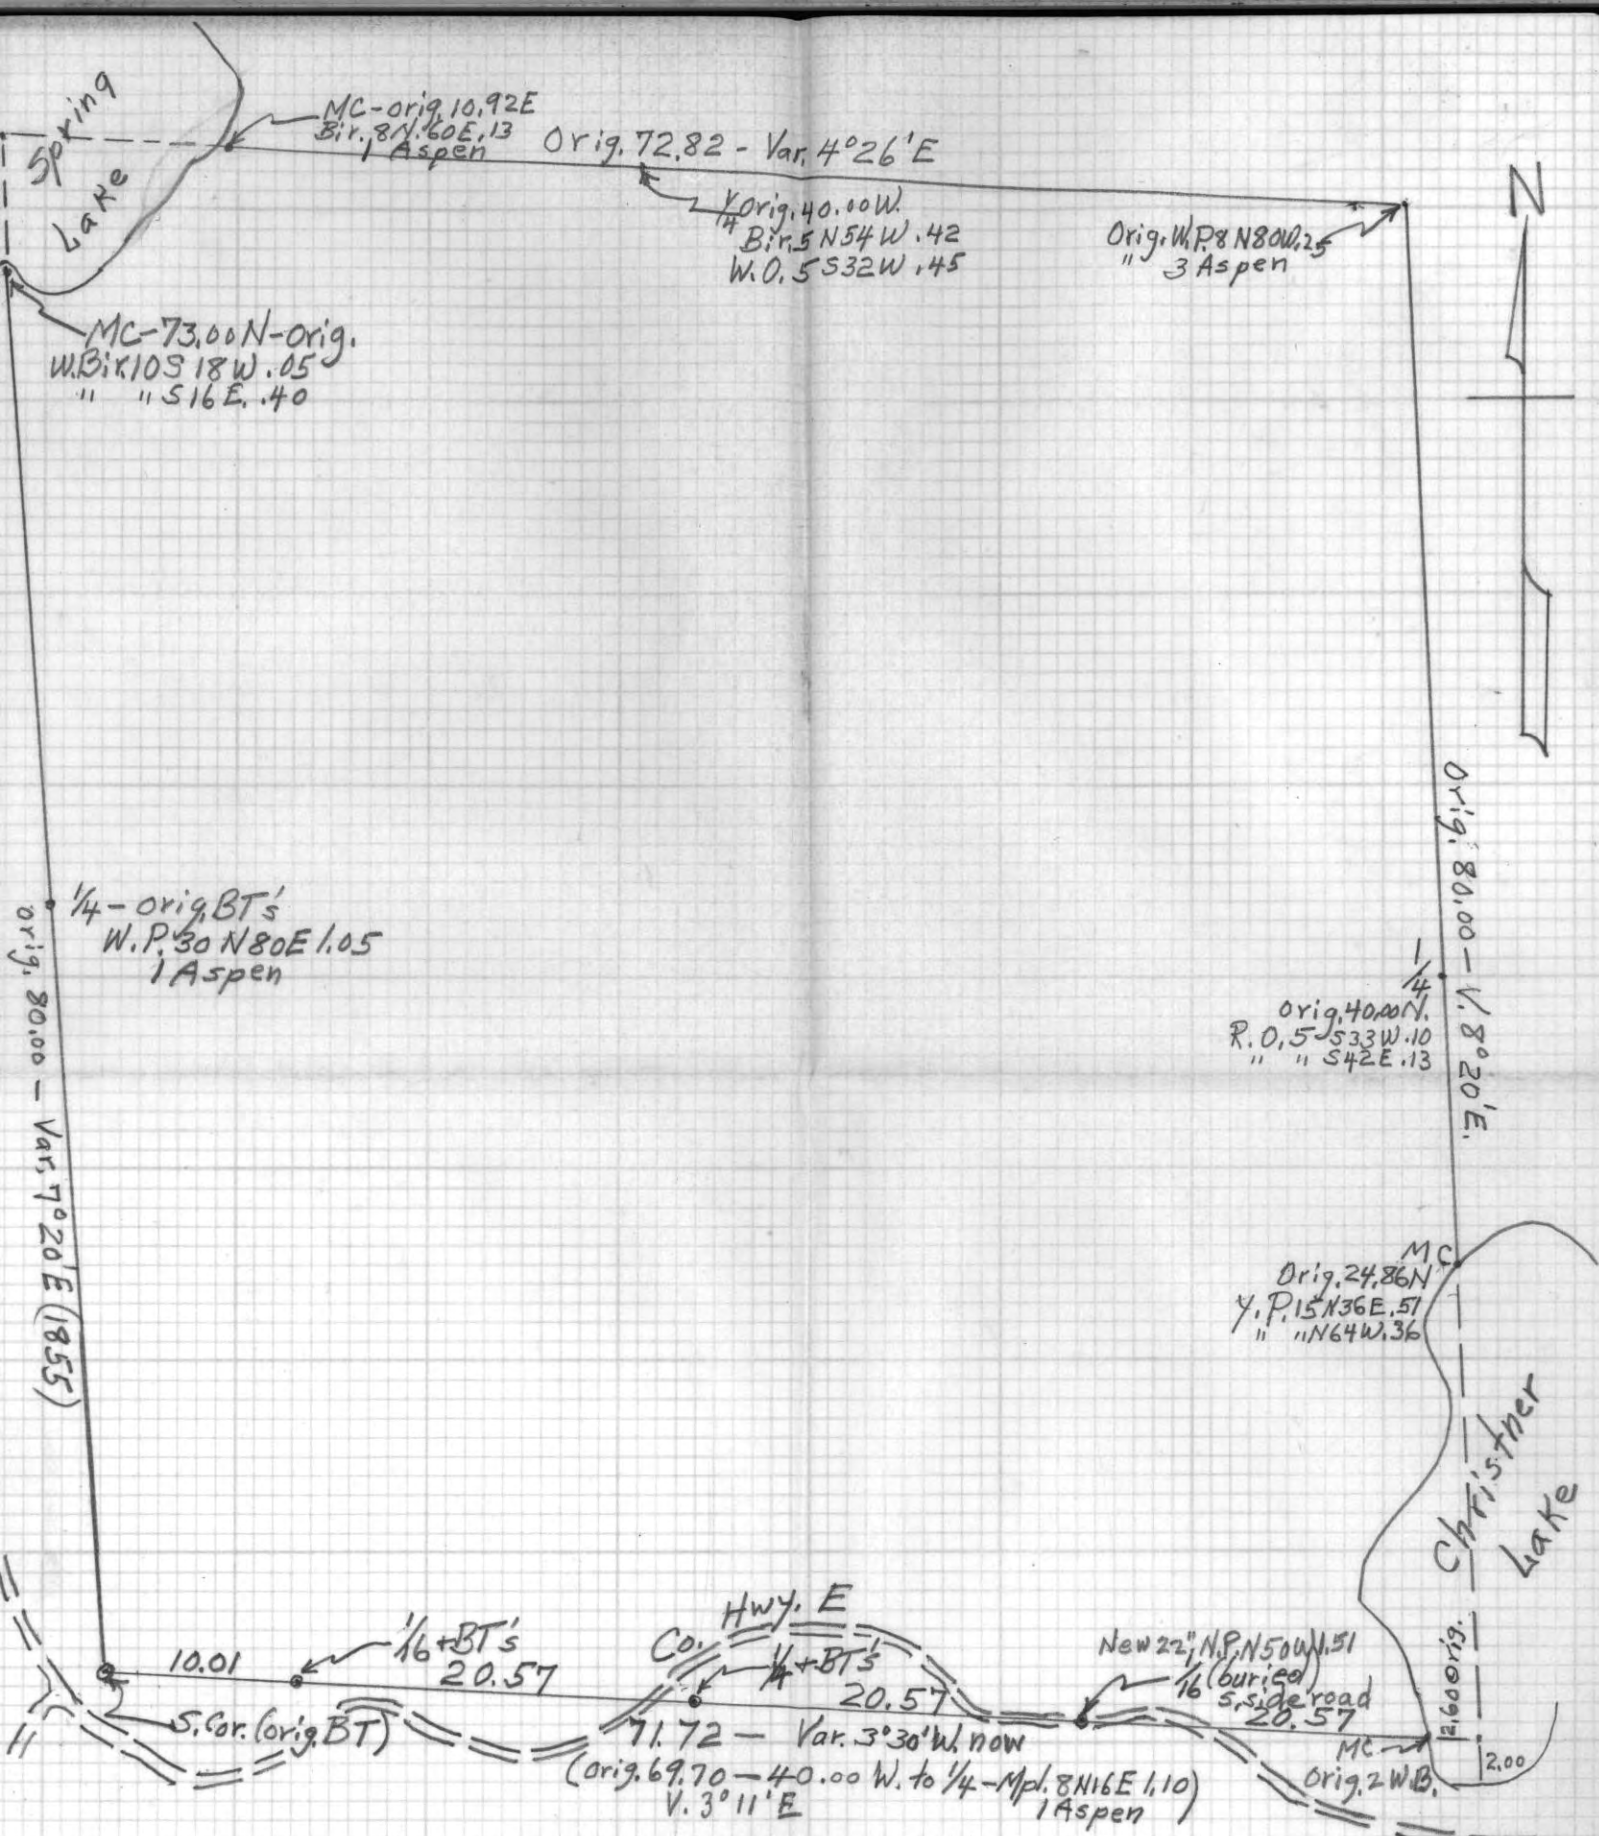 Spring
Lake
MC-orig. 10.92E
Bir. 8 N. 60E. 13
1 Aspen
Orig. 72.82 - Var. 4°26'E
1/4 orig. 40.00 W.
Bir. 5 N54W .42
W.O. 5 S32W .45
Orig. W.P. 8 N80W. 25
" 3 Aspen
N
MC-73.00N-orig.
W.Bir. 10 S 18W .05
" " S16E. .40
1/4 - orig. BT's
W.P. 30 N80E 1.05
1 Aspen
orig. 80.00 - Var. 7°20'E (1855)
Orig. 80.00 - V. 8°20'E.
1/4
orig. 40.00N.
R.O. 5 S33W .10
" " S42E .13
MC
Orig. 24.86N
Y.P. 15 N36E .51
" " N64W. 36
Christner
Lake
Hwy. E
Co.
10.01
1/16 + BT's
20.57
1/4 + BT's
20.57
New 22" N.P. N50W 1.51
1/16 (buried)
S. side road
20.57
S. Cor. (orig. BT)
71.72 - Var. 3°30'W. now
(orig. 69.70 - 40.00 W. to 1/4 - Mpl. 8 N16E 1.10)
V. 3°11'E
1 Aspen
MC
Orig. 2 W.B.
orig.
2.00